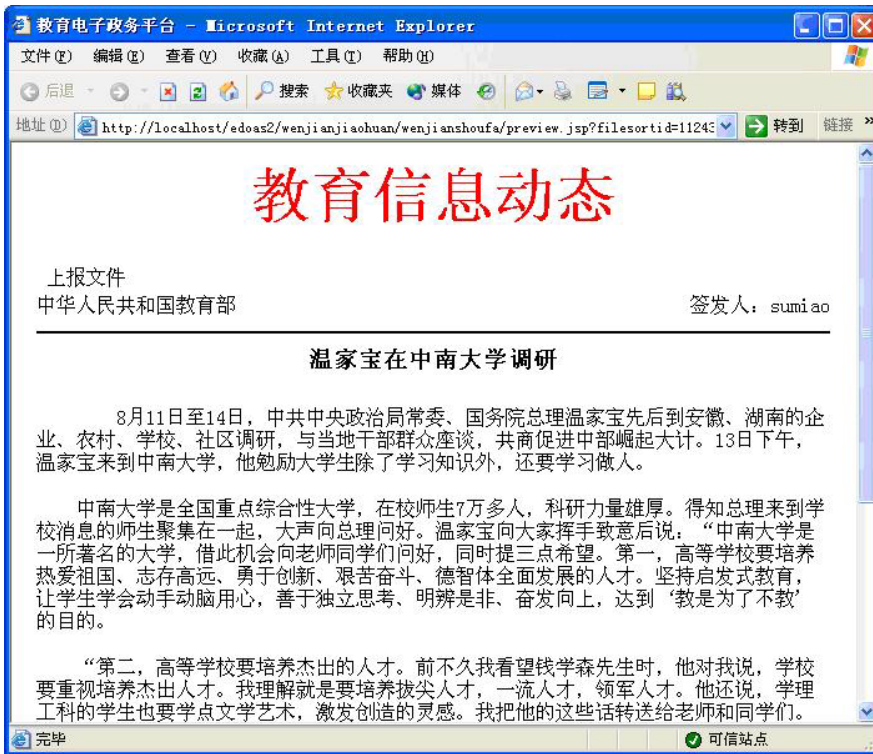 教育电子政务平台 - Microsoft Internet Explorer
文件(F) 编辑(E) 查看(V) 收藏(A) 工具(T) 帮助(H)
后退 搜索 收藏夹 媒体
地址(D) http://localhost/edoas2/wenjianjiaohuan/wenjianshoufa/preview.jsp?filesortid=11243 转到 链接 »
教育信息动态
上报文件
中华人民共和国教育部 签发人: sumiao
温家宝在中南大学调研
8月11日至14日，中共中央政治局常委、国务院总理温家宝先后到安徽、湖南的企
业、农村、学校、社区调研，与当地干部群众座谈，共商促进中部崛起大计。13日下午，
温家宝来到中南大学，他勉励大学生除了学习知识外，还要学习做人。
中南大学是全国重点综合性大学，在校师生7万多人，科研力量雄厚。得知总理来到学
校消息的师生聚集在一起，大声向总理问好。温家宝向大家挥手致意后说：“中南大学是
一所著名的大学，借此机会向老师同学们问好，同时提三点希望。第一，高等学校要培养
热爱祖国、志存高远、勇于创新、艰苦奋斗、德智体全面发展的人才。坚持启发式教育，
让学生学会动手动脑用心，善于独立思考、明辨是非、奋发向上，达到‘教是为了不教’
的目的。
“第二，高等学校要培养杰出的人才。前不久我看望钱学森先生时，他对我说，学校
要重视培养杰出人才。我理解就是要培养拔尖人才，一流人才，领军人才。他还说，学理
工科的学生也要学点文学艺术，激发创造的灵感。我把他的这些话转送给老师和同学们。
完毕 可信站点